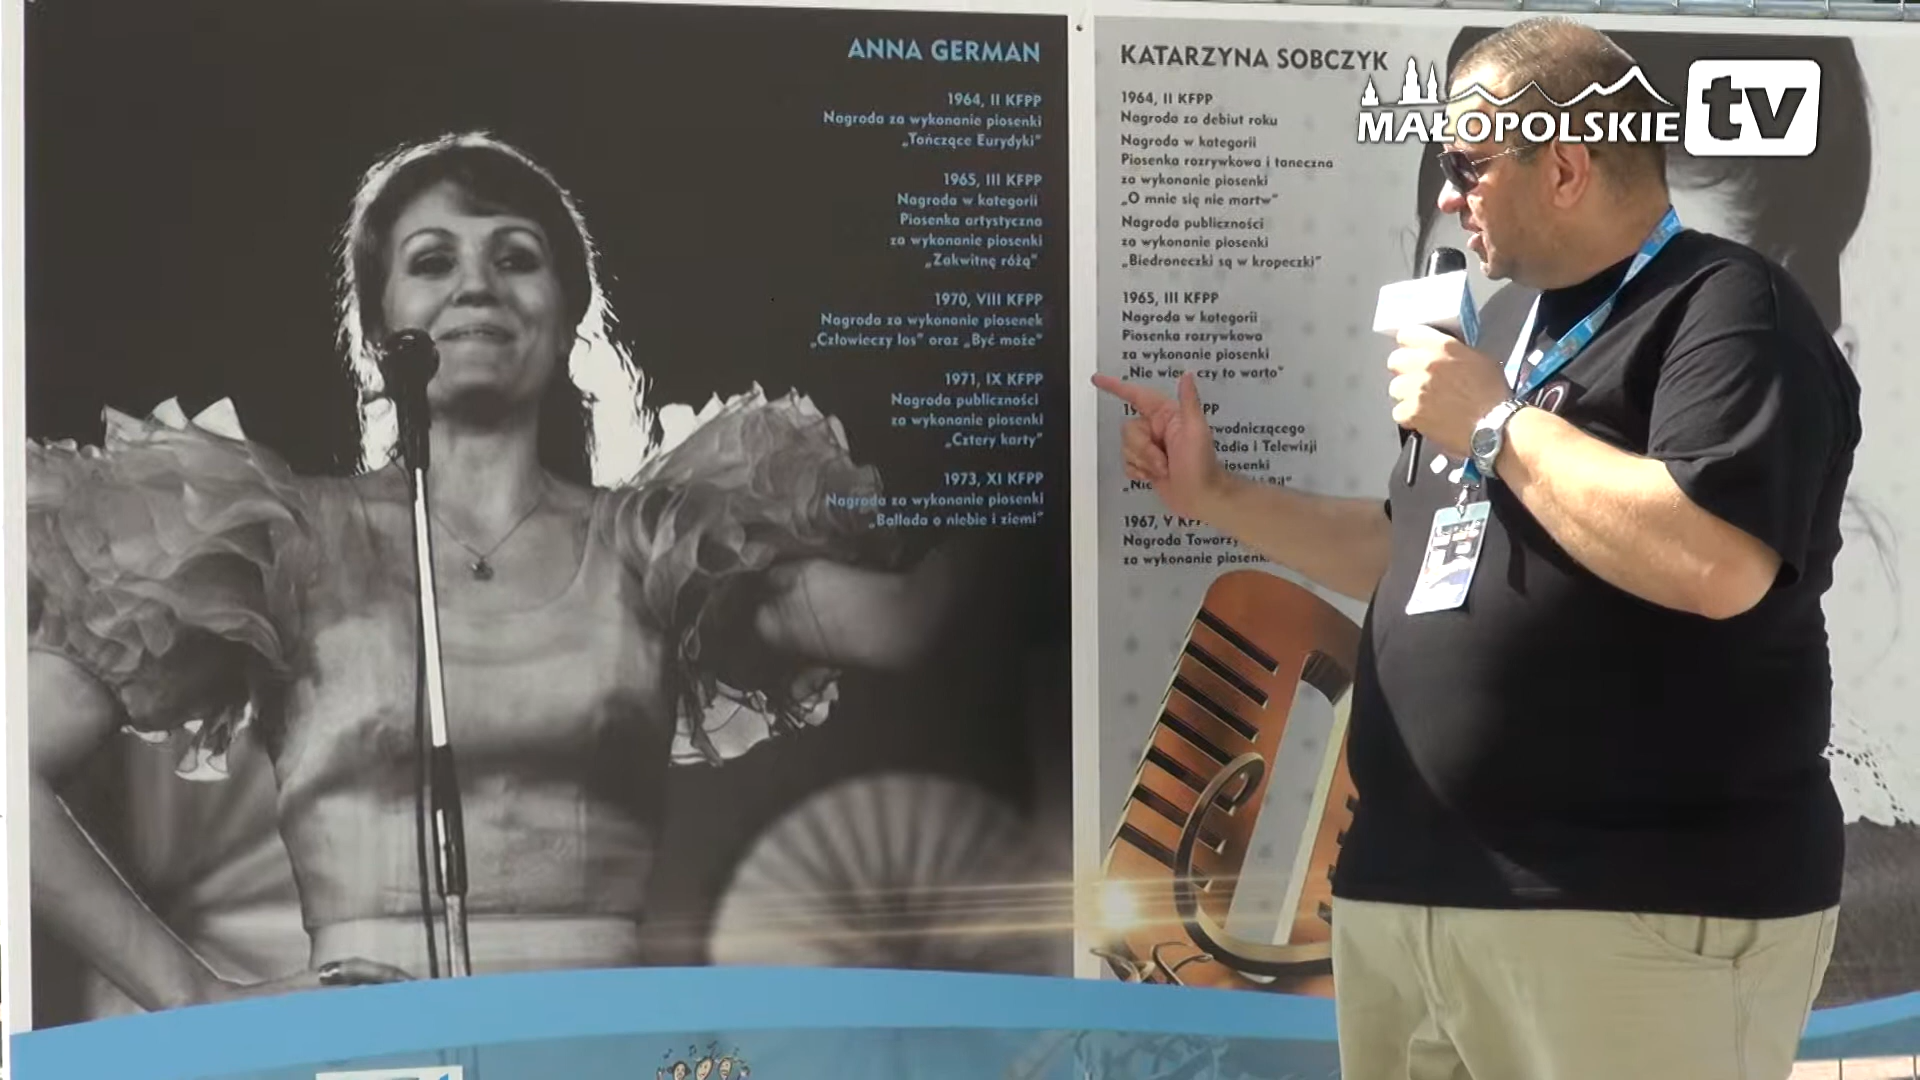 ANNA GERMAN
1964, II KFPP
Nagroda za wykonanie piosenki
„Tańczące Eurydyki”
1965, III KFPP
Nagroda w kategorii
Piosenka artystyczna
za wykonanie piosenki
„Zakwitnę różą”
1970, VIII KFPP
Nagroda za wykonanie piosenek
„Człowieczy los” oraz „Być może”
1971, IX KFPP
Nagroda publiczności
za wykonanie piosenki
„Cztery karty”
1973, XI KFPP
Nagroda za wykonanie piosenki
„Ballada o niebie i ziemi”
KATARZYNA SOBCZYK
1964, II KFPP
Nagroda za debiut roku
Nagroda w kategorii
Piosenka rozrywkowa i taneczna
za wykonanie piosenki
„O mnie się nie martw”
Nagroda publiczności
za wykonanie piosenki
„Biedroneczki są w kropeczki”
1965, III KFPP
Nagroda w kategorii
Piosenka rozrywkowa
za wykonanie piosenki
„Nie wiem czy to warto”
Radia i Telewizji
1967, V KFPP
Nagroda
za wykonanie piosenki
MAŁOPOLSKIE tv